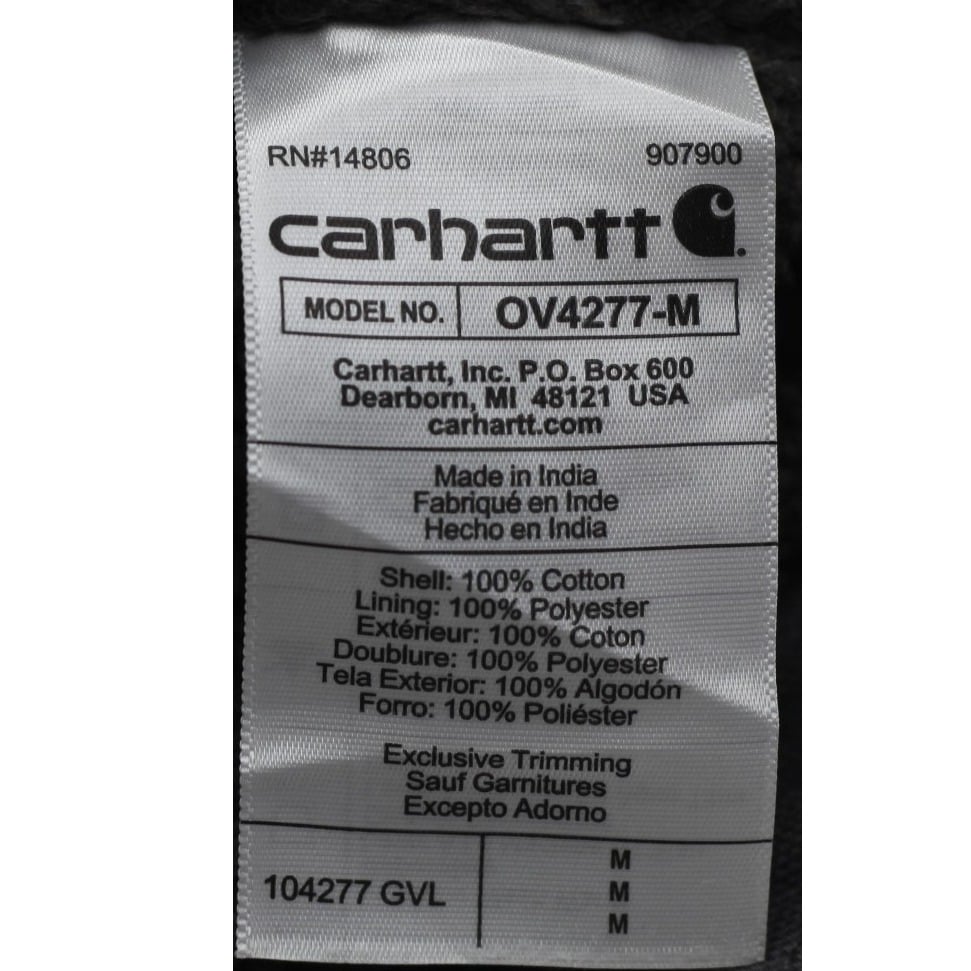 RN#14806 907900
carhartt
MODEL NO. OV4277-M
Carhartt, Inc. P.O. Box 600
Dearborn, MI 48121 USA
carhartt.com
Made in India
Fabriqué en Inde
Hecho en India
Shell: 100% Cotton
Lining: 100% Polyester
Extérieur: 100% Coton
Doublure: 100% Polyester
Tela Exterior: 100% Algodón
Forro: 100% Poliéster
Exclusive Trimming
Sauf Garnitures
Excepto Adorno
M
104277 GVL M
M